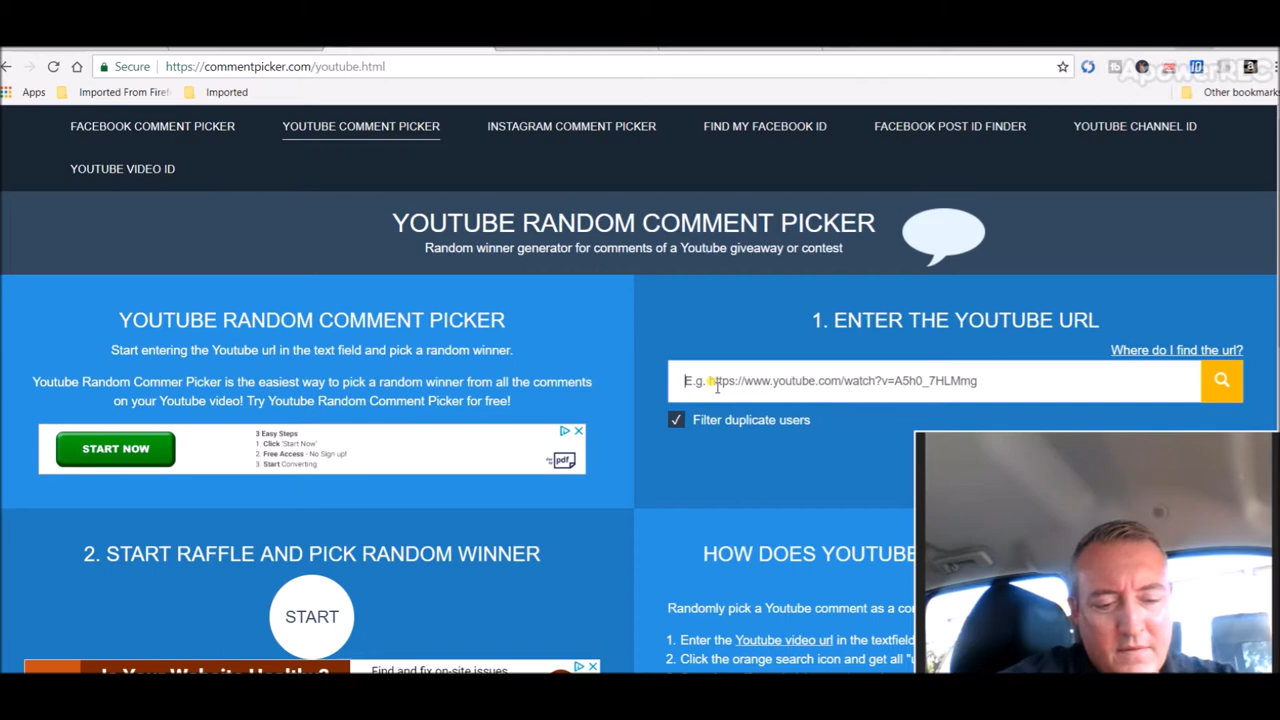 Secure https://commentpicker.com/youtube.html
ApowerREC
Apps Imported From Firef Imported Other bookmarks
FACEBOOK COMMENT PICKER YOUTUBE COMMENT PICKER INSTAGRAM COMMENT PICKER FIND MY FACEBOOK ID FACEBOOK POST ID FINDER YOUTUBE CHANNEL ID
YOUTUBE VIDEO ID
YOUTUBE RANDOM COMMENT PICKER
Random winner generator for comments of a Youtube giveaway or contest
YOUTUBE RANDOM COMMENT PICKER
Start entering the Youtube url in the text field and pick a random winner.
Youtube Random Commer Picker is the easiest way to pick a random winner from all the comments
on your Youtube video! Try Youtube Random Comment Picker for free!
START NOW
3 Easy Steps
1. Click 'Start Now'
2. Free Access - No Sign up!
3. Start Converting
pdf
1. ENTER THE YOUTUBE URL
Where do I find the url?
E.g. https://www.youtube.com/watch?v=A5h0_7HLMmg
Filter duplicate users
2. START RAFFLE AND PICK RANDOM WINNER
START
Is Your Website Healthy?
Find and fix on-site issues
HOW DOES YOUTUBE
Randomly pick a Youtube comment as a co
1. Enter the Youtube video url in the textfield
2. Click the orange search icon and get all "u